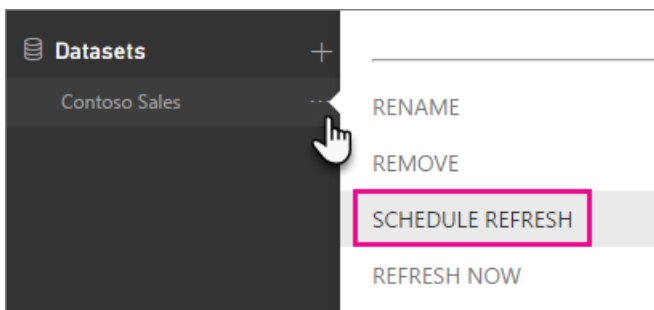 Datasets
Contoso Sales
RENAME
REMOVE
SCHEDULE REFRESH
REFRESH NOW